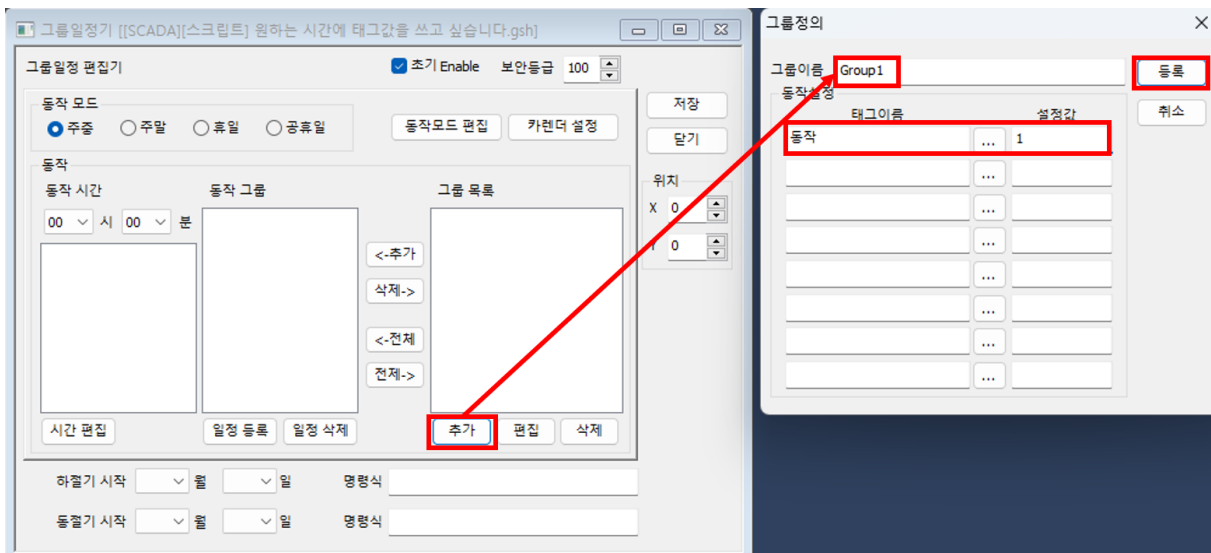 그룹일정기 [[SCADA][스크립트] 원하는 시간에 태그값을 쓰고 싶습니다.gsh]
그룹일정 편집기
초기 Enable
보안등급
100
동작 모드
주중
주말
휴일
공휴일
동작모드 편집
카렌더 설정
저장
닫기
동작
동작 시간
동작 그룹
그룹 목록
위치
00
시
00
분
X
0
0
<-추가
삭제->
<-전체
전제->
시간 편집
일정 등록
일정 삭제
추가
편집
삭제
하절기 시작
월
일
명령식
동절기 시작
월
일
명령식
그룹정의
그룹이름
Group1
등록
동작설정
취소
태그이름
설정값
동작
...
1
...
...
...
...
...
...
...